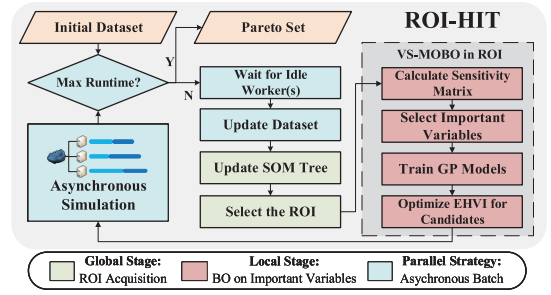 ROI-HIT
Initial Dataset
Pareto Set
Y
Max Runtime?
N
Wait for Idle
Worker(s)
Update Dataset
Update SOM Tree
Select the ROI
VS-MOBO in ROI
Calculate Sensitivity
Matrix
Select Important
Variables
Train GP Models
Optimize EHVI for
Candidates
Asynchronous
Simulation
Global Stage:
ROI Acquisition
Local Stage:
BO on Important Variables
Parallel Strategy:
Asychronous Batch